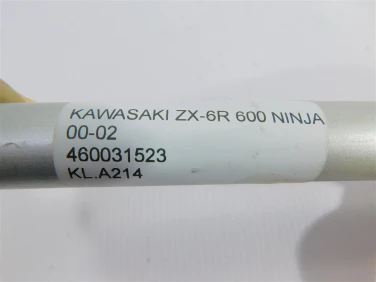 KAWASAKI ZX-6R 600 NINJA
00-02
460031523
KL.A214